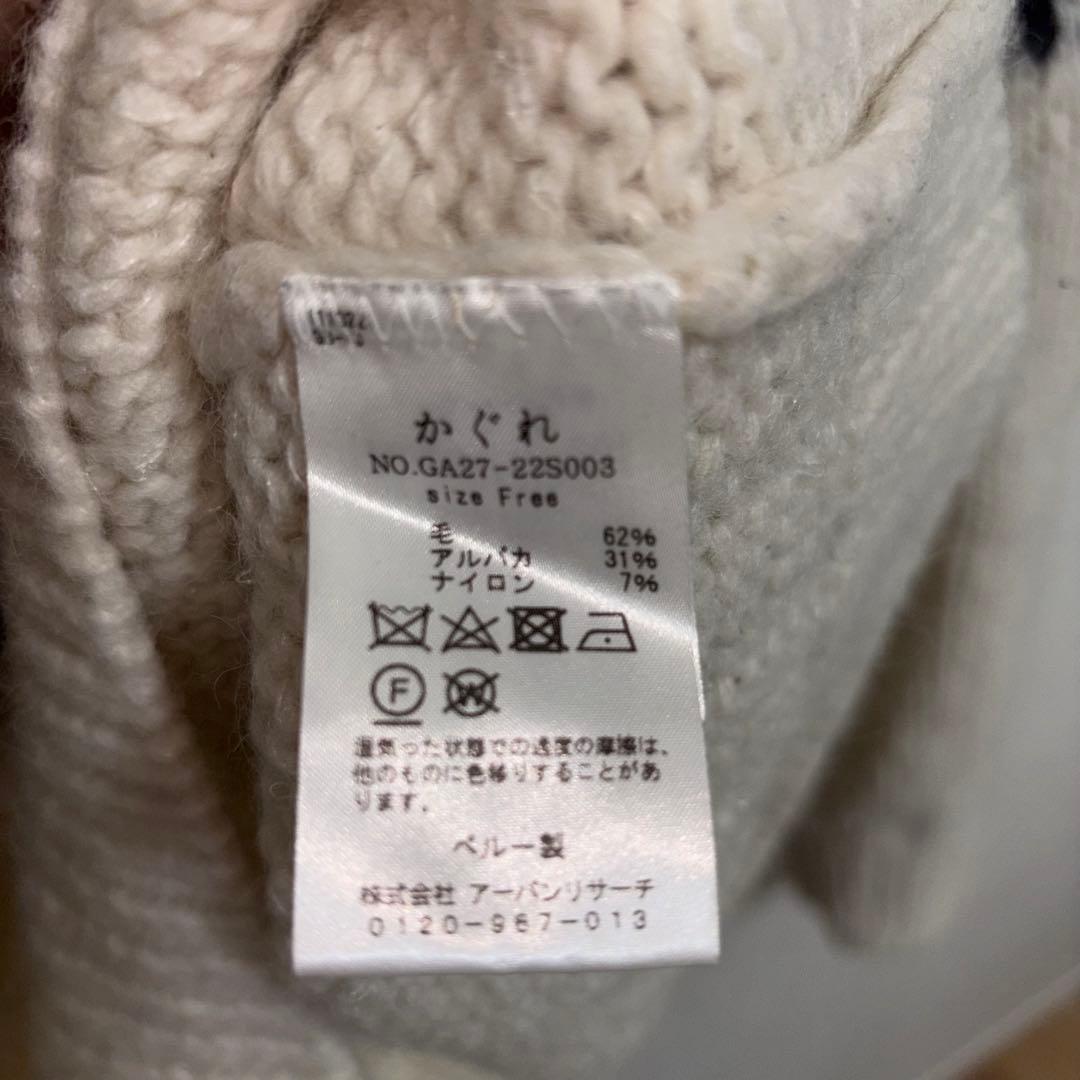 かぐれ
NO.GA27-22S003
size Free
毛 62%
アルパカ 31%
ナイロン 7%
F
W
湿気った状態での過度の摩擦は、
他のものに色移りすることがあ
ります。
ペルー製
株式会社 アーバンリサーチ
0120-967-013